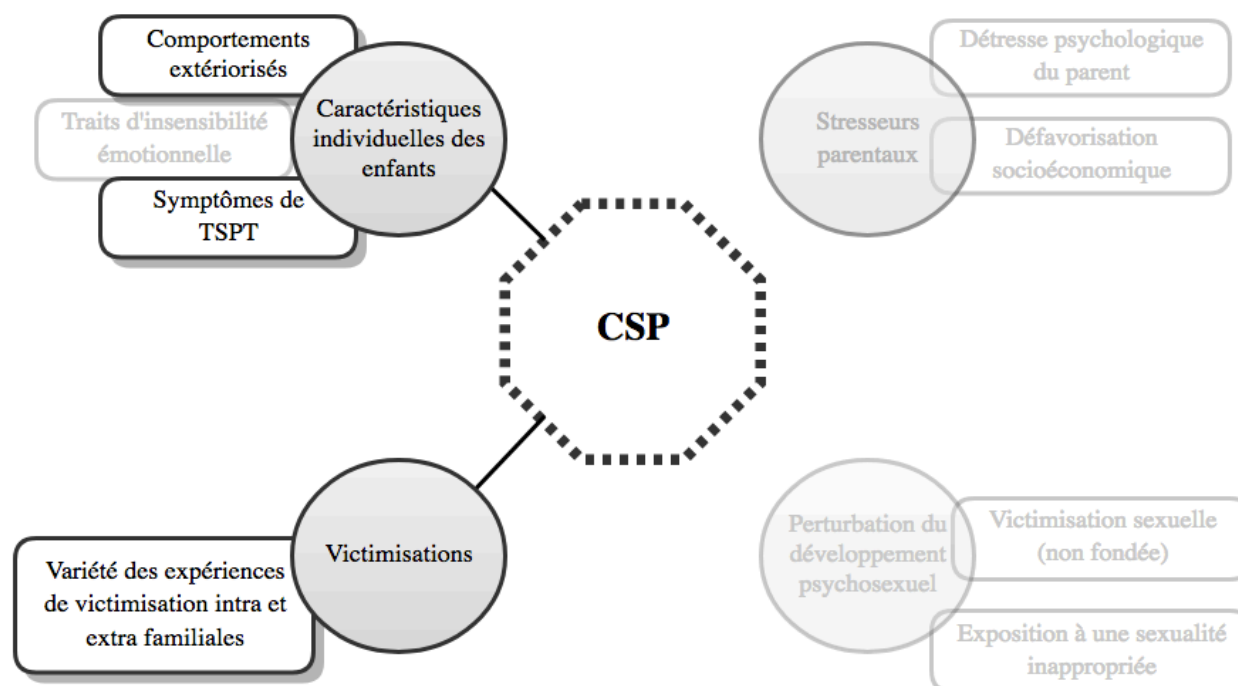 Comportements
extériorisés
Traits d'insensibilité
émotionnelle
Symptômes de
TSPT
Caractéristiques
individuelles des
enfants
Stresseurs
parentaux
Détresse psychologique
du parent
Défavorisation
socioéconomique
CSP
Variété des expériences
de victimisation intra et
extra familiales
Victimisations
Perturbation du
développement
psychosexuel
Victimisation sexuelle
(non fondée)
Exposition à une sexualité
inappropriée